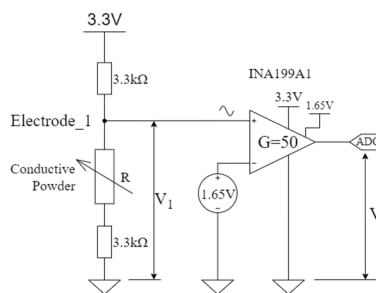 3.3V
3.3kΩ
INA199A1
3.3V
1.65V
Electrode_1
+
G=50
ADC
−
Conductive
Powder
R
V1
+
1.65V
−
V
3.3kΩ